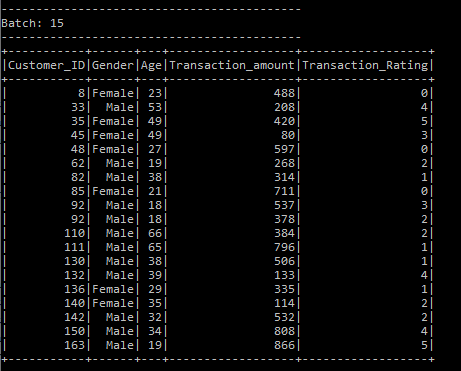 -------------------------------------------
Batch: 15
-------------------------------------------
+-----------+------+---+------------------+------------------+
|Customer_ID|Gender|Age|Transaction_amount|Transaction_Rating|
+-----------+------+---+------------------+------------------+
|          8|Female| 23|               488|                 0|
|         33|  Male| 53|               208|                 4|
|         35|Female| 49|               420|                 5|
|         45|Female| 49|                80|                 3|
|         48|Female| 27|               597|                 0|
|         62|  Male| 19|               268|                 2|
|         82|  Male| 38|               314|                 1|
|         85|Female| 21|               711|                 0|
|         92|  Male| 18|               537|                 3|
|         92|  Male| 18|               378|                 2|
|        110|  Male| 66|               384|                 2|
|        111|  Male| 65|               796|                 1|
|        130|  Male| 38|               506|                 1|
|        132|  Male| 39|               133|                 4|
|        136|Female| 29|               335|                 1|
|        140|Female| 35|               114|                 2|
|        142|  Male| 32|               532|                 2|
|        150|  Male| 34|               808|                 4|
|        163|  Male| 19|               866|                 5|
+-----------+------+---+------------------+------------------+